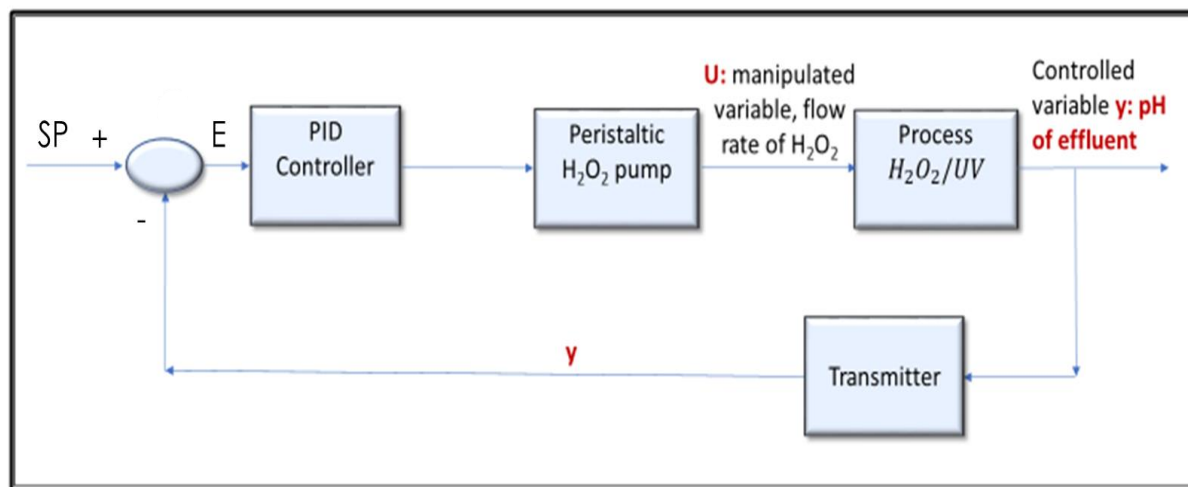 SP + E
-
PID
Controller
Peristaltic
H₂O₂ pump
U: manipulated
variable, flow
rate of H₂O₂
Process
H₂O₂/UV
Controlled
variable y: pH
of effluent
Transmitter
y